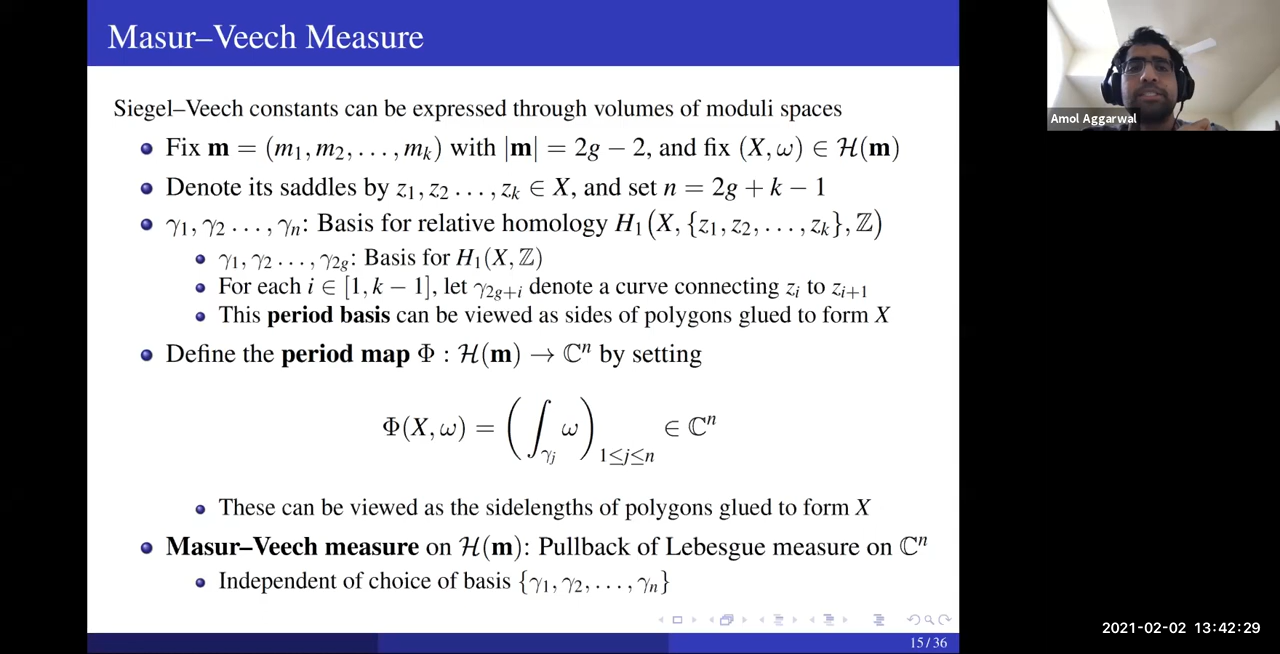 Masur–Veech Measure
Siegel–Veech constants can be expressed through volumes of moduli spaces
Fix m = (m₁, m₂, . . . , mₖ) with |m| = 2g − 2, and fix (X, ω) ∈ ℋ(m)
Denote its saddles by z₁, z₂ . . . , zₖ ∈ X, and set n = 2g + k − 1
γ₁, γ₂ . . . , γₙ: Basis for relative homology H₁(X, {z₁, z₂, . . . , zₖ}, ℤ)
γ₁, γ₂ . . . , γ₂g: Basis for H₁(X, ℤ)
For each i ∈ [1, k − 1], let γ₂g₊ᵢ denote a curve connecting zᵢ to zᵢ₊₁
This period basis can be viewed as sides of polygons glued to form X
Define the period map Φ : ℋ(m) → ℂⁿ by setting
Φ(X, ω) = (∫_γⱼ ω)_{1≤j≤n} ∈ ℂⁿ
These can be viewed as the sidelengths of polygons glued to form X
Masur–Veech measure on ℋ(m): Pullback of Lebesgue measure on ℂⁿ
Independent of choice of basis {γ₁, γ₂, . . . , γₙ}
15 / 36
Amol Aggarwal
2021-02-02 13:42:29